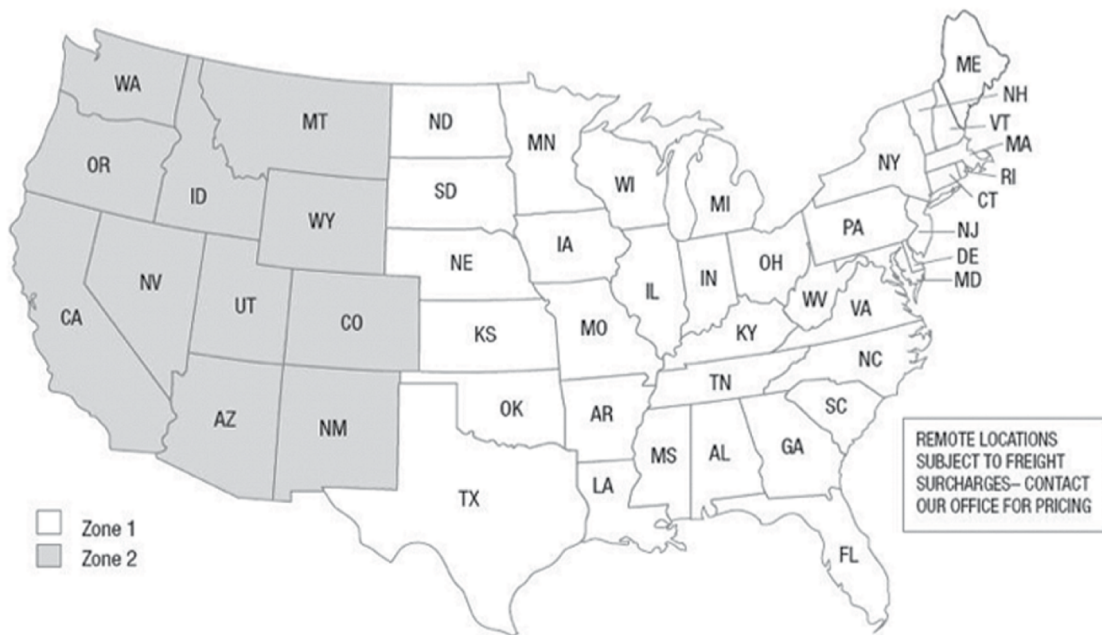 ME
WA
NH
MT
ND
VT
MN
MA
OR
NY
WI
RI
SD
ID
CT
MI
WY
PA
NJ
IA
NE
OH
DE
NV
IN
MD
IL
WV
UT
CA
CO
VA
MO
KS
KY
NC
TN
SC
OK
AR
AZ
NM
GA
MS
AL
LA
TX
FL
REMOTE LOCATIONS
SUBJECT TO FREIGHT
SURCHARGES– CONTACT
OUR OFFICE FOR PRICING
Zone 1
Zone 2